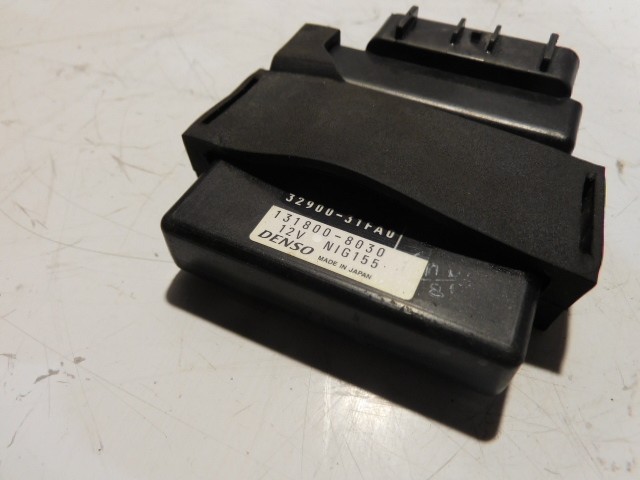 32900-31FA0
131800-8030
12V NIG155
DENSO MADE IN JAPAN